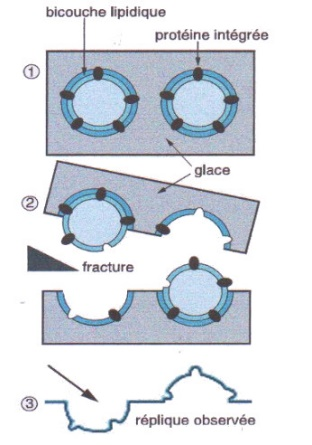 bicouche lipidique
protéine intégrée
①
glace
②
fracture
③
réplique observée